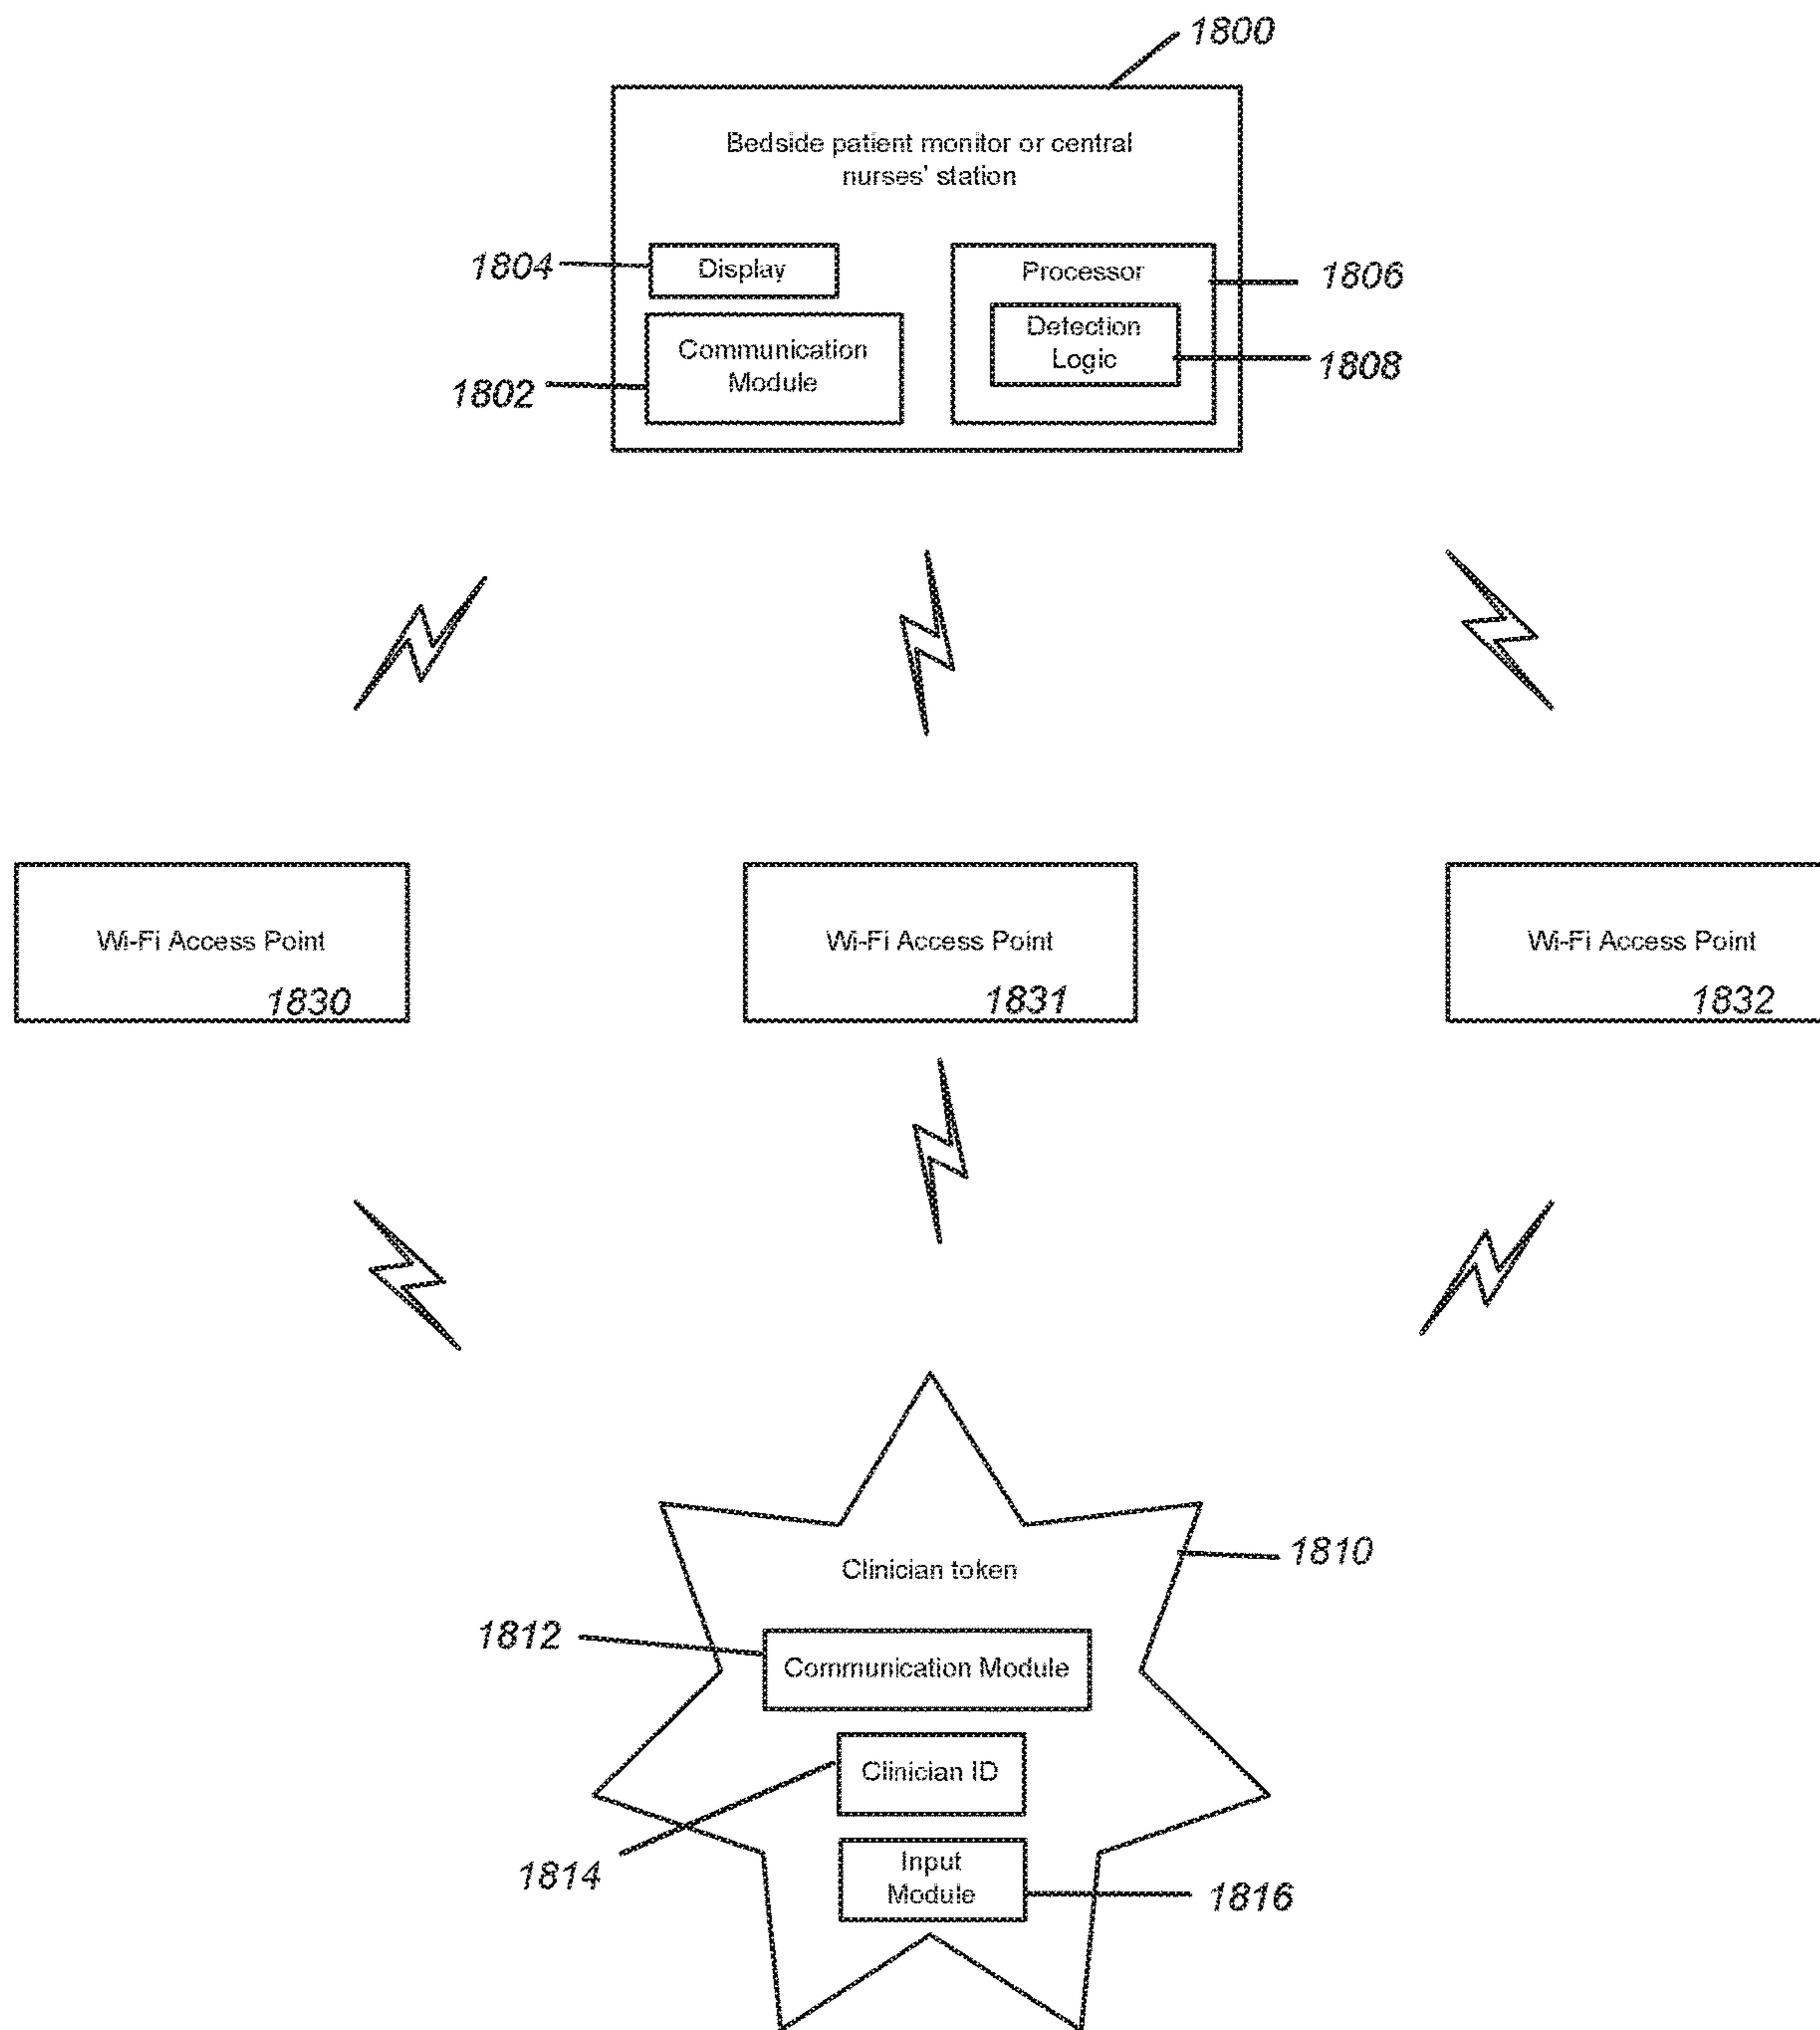 1800
Bedside patient monitor or central
nurses' station
1804
Display
Processor
1806
Detection
Logic
1808
Communication
Module
1802
Wi-Fi Access Point
1830
Wi-Fi Access Point
1831
Wi-Fi Access Point
1832
Clinician token
1810
1812
Communication Module
Clinician ID
1814
Input
Module
1816